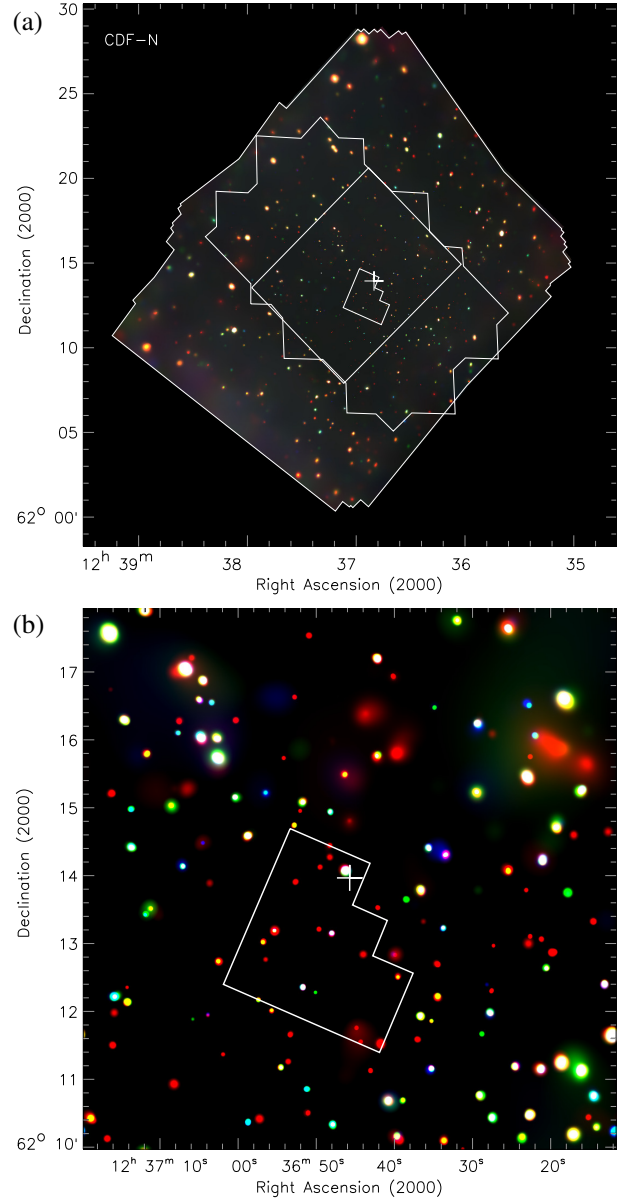 (a)
CDF-N
30
25
20
15
10
05
62° 00'
Declination (2000)
12ʰ 39ᵐ 38 37 36 35
Right Ascension (2000)
(b)
17
16
15
14
13
12
11
62° 10'
Declination (2000)
12ʰ 37ᵐ 10ˢ 00ˢ 36ᵐ 50ˢ 40ˢ 30ˢ 20ˢ
Right Ascension (2000)